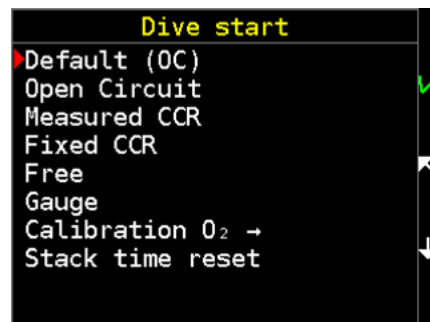 Dive start
Default (OC)
Open Circuit
Measured CCR
Fixed CCR
Free
Gauge
Calibration O₂ →
Stack time reset